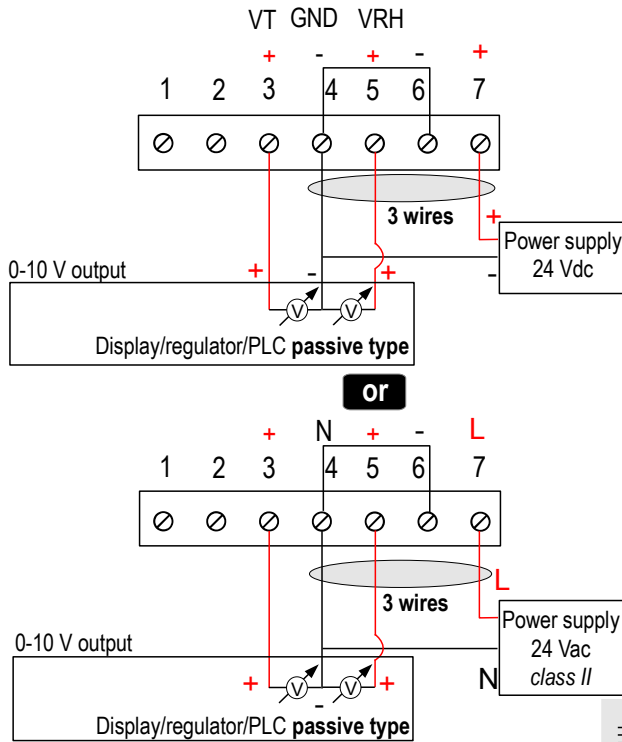 VT GND VRH
+ - + - +
1 2 3 4 5 6 7
3 wires
+
Power supply
24 Vdc
-
0-10 V output
+ - +
V V
Display/regulator/PLC passive type
or
+ N + - L
1 2 3 4 5 6 7
L
3 wires
Power supply
24 Vac
class II
N
0-10 V output
+ - +
V V
Display/regulator/PLC passive type